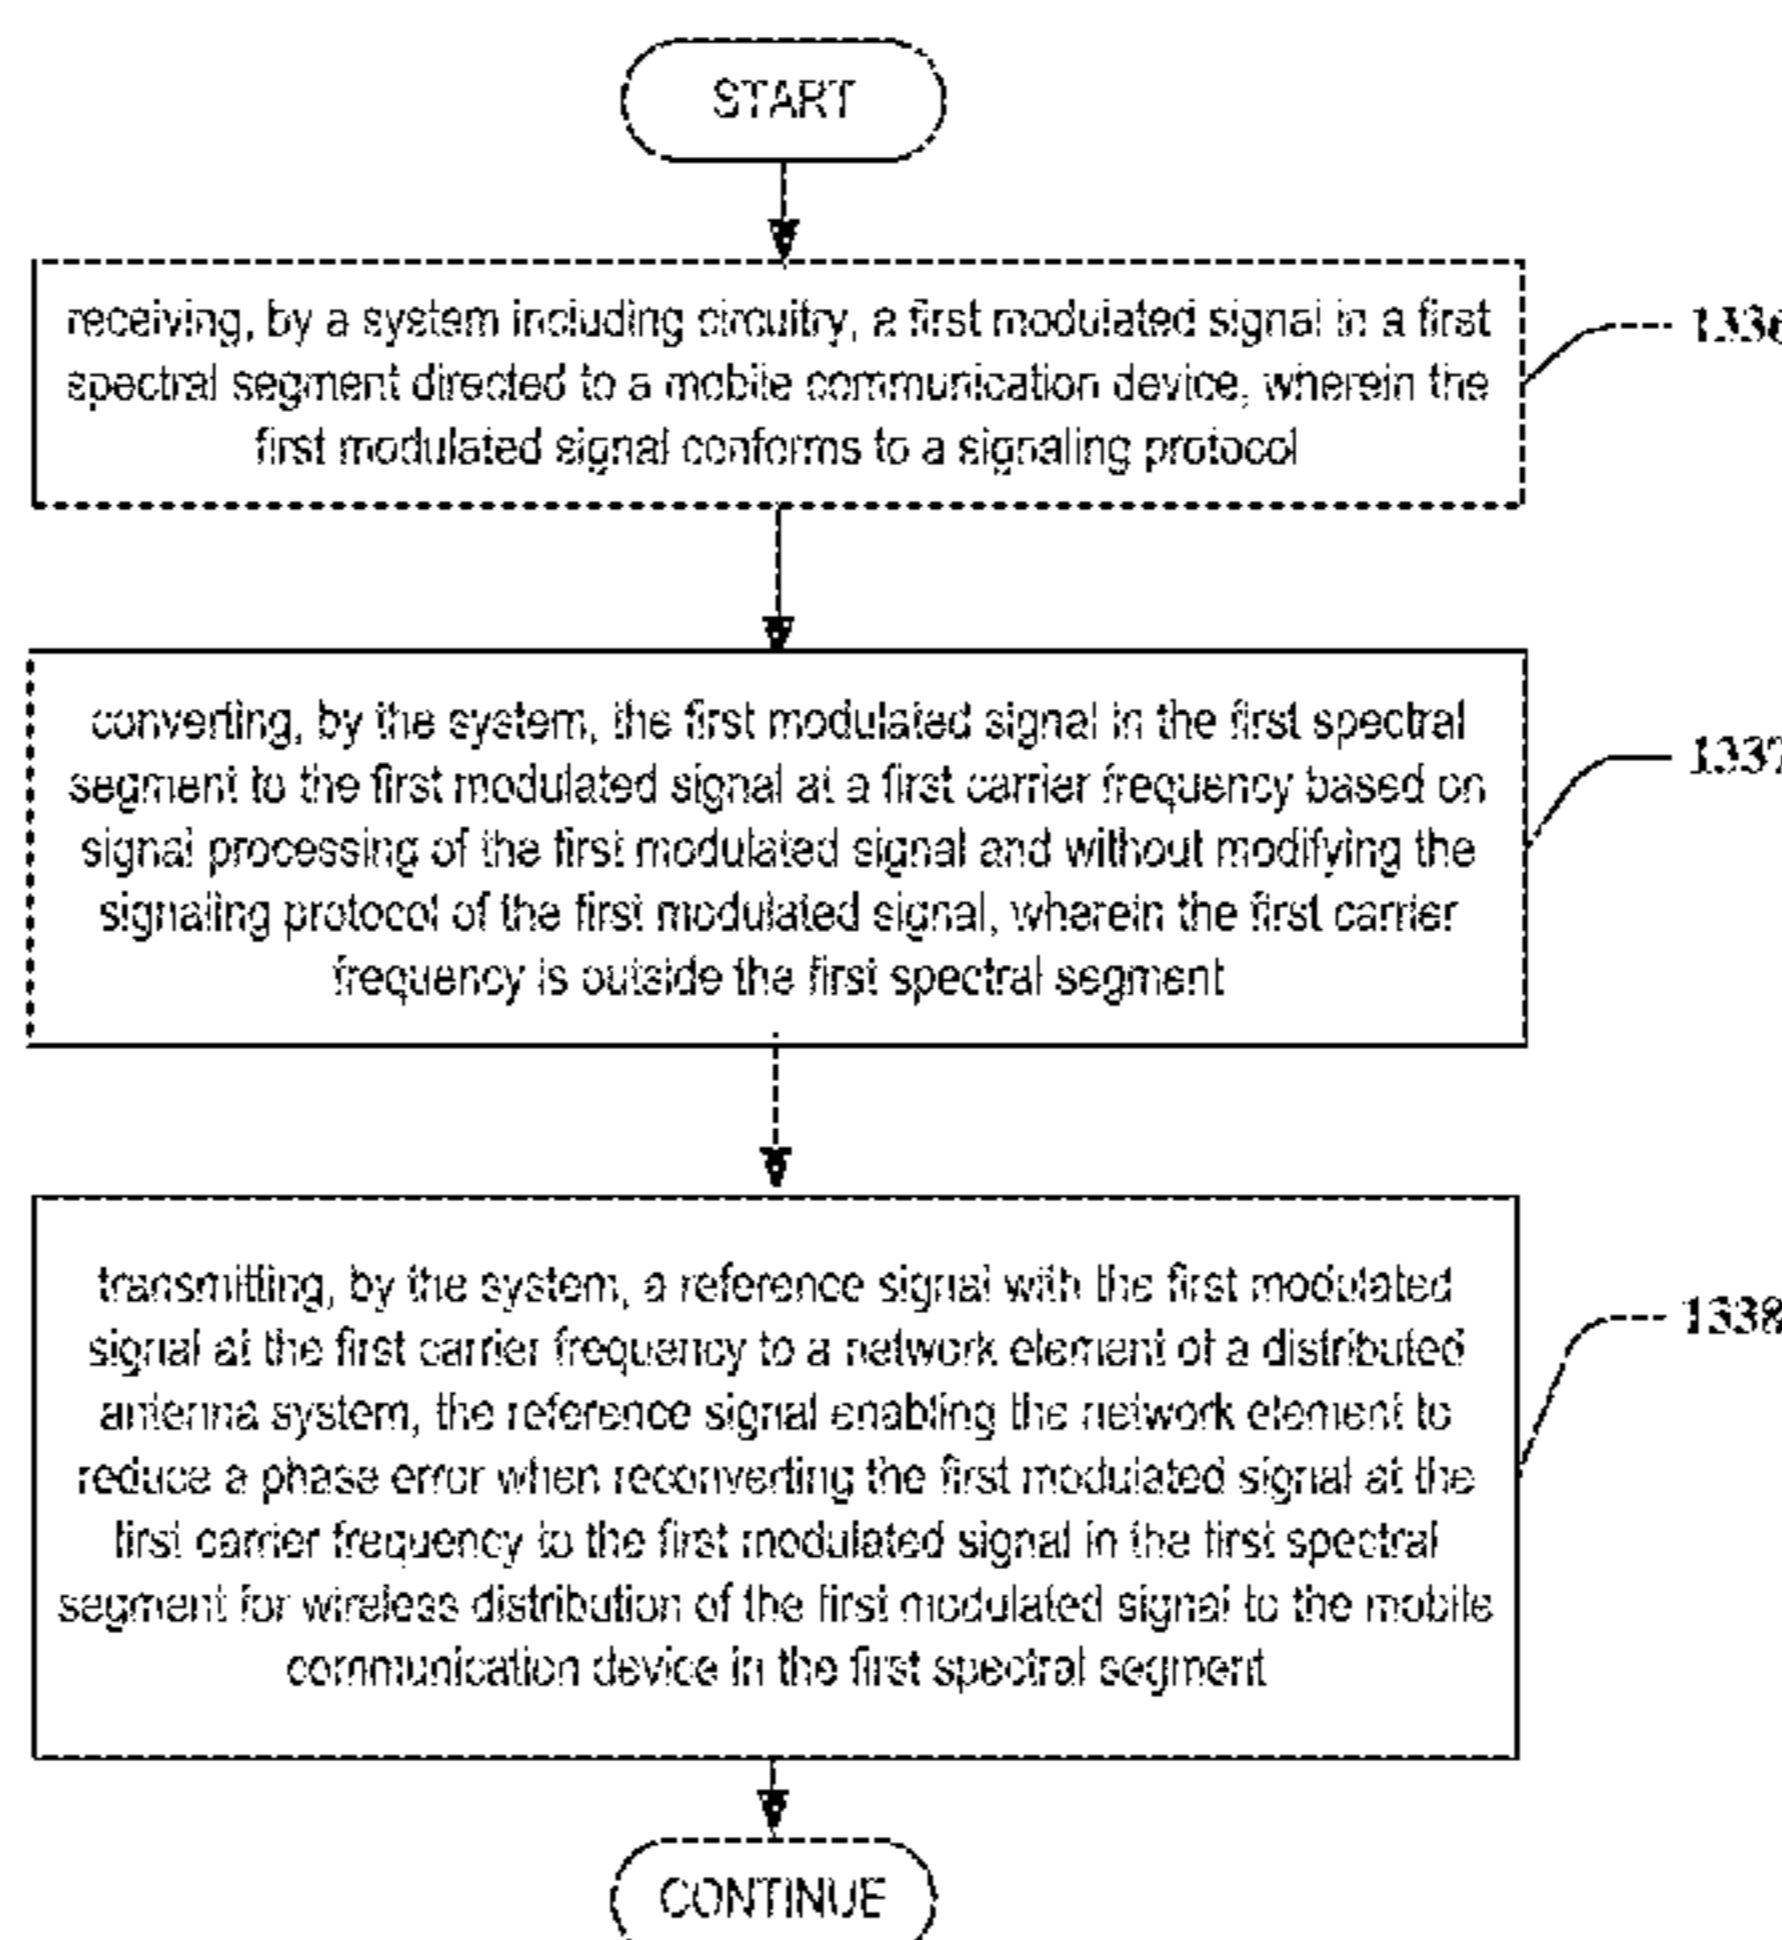 START
receiving, by a system including circuitry, a first modulated signal in a first
spectral segment directed to a mobile communication device, wherein the
first modulated signal conforms to a signaling protocol
1336
converting, by the system, the first modulated signal in the first spectral
segment to the first modulated signal at a first carrier frequency based on
signal processing of the first modulated signal and without modifying the
signaling protocol of the first modulated signal, wherein the first carrier
frequency is outside the first spectral segment
1337
transmitting, by the system, a reference signal with the first modulated
signal at the first carrier frequency to a network element of a distributed
antenna system, the reference signal enabling the network element to
reduce a phase error when reconverting the first modulated signal at the
first carrier frequency to the first modulated signal in the first spectral
segment for wireless distribution of the first modulated signal to the mobile
communication device in the first spectral segment
1338
CONTINUE